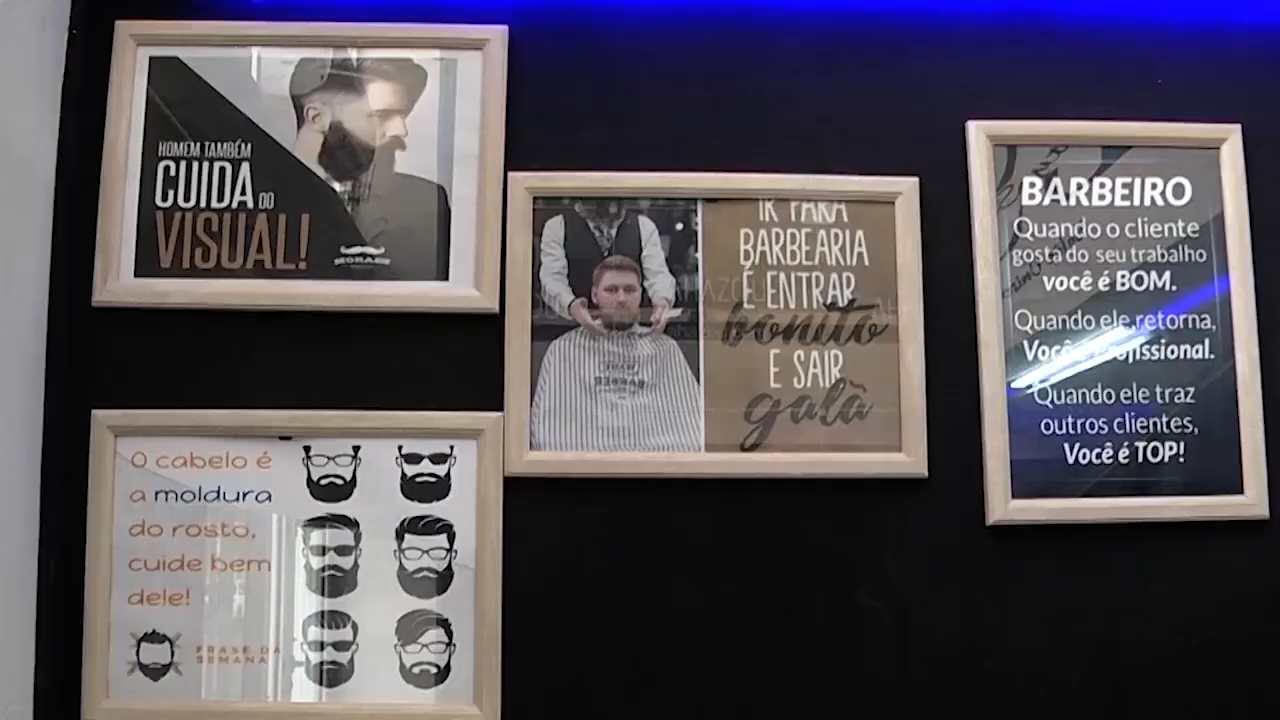 HOMEM TAMBÉM
CUIDA DO
VISUAL!
MORAES
IR PARA
BARBEARIA
É ENTRAR
bonito
E SAIR
galã
BARBEIRO
Quando o cliente
gosta do seu trabalho
você é BOM.
Quando ele retorna,
Você é Profissional.
Quando ele traz
outros clientes,
Você é TOP!
O cabelo é
a moldura
do rosto,
cuide bem
dele!
FRASE DA
SEMANA